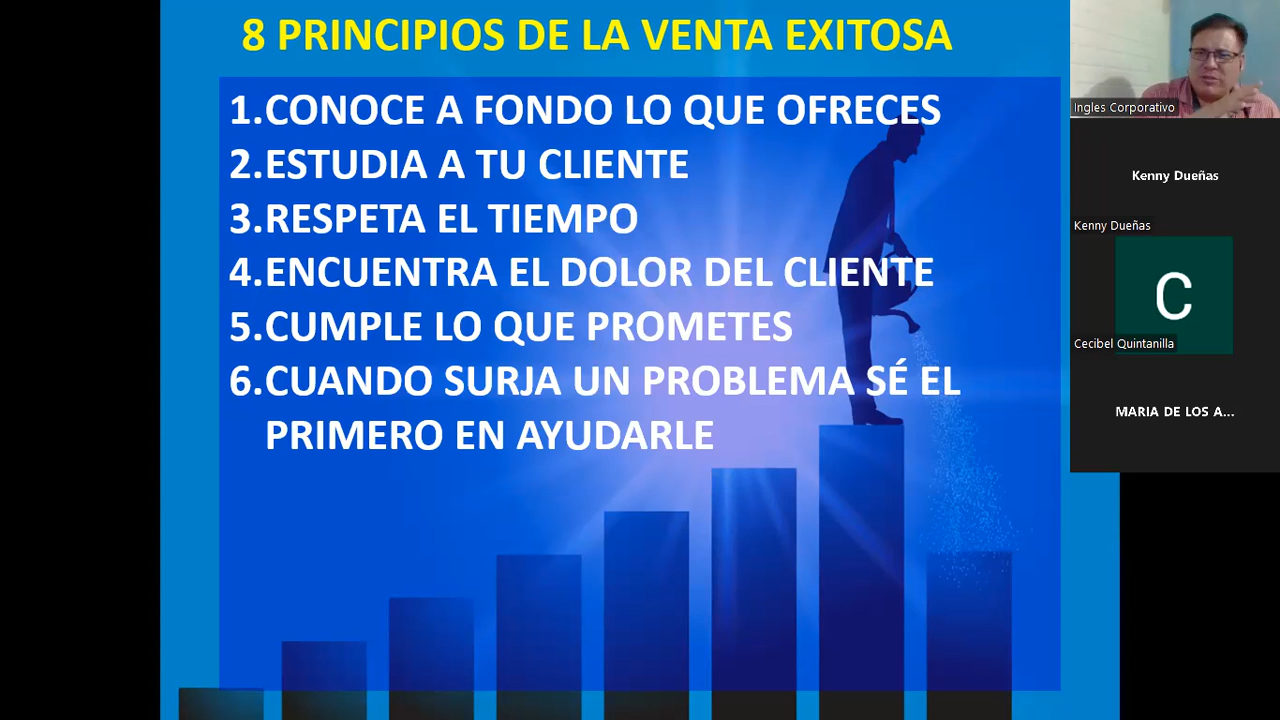 8 PRINCIPIOS DE LA VENTA EXITOSA
1.CONOCE A FONDO LO QUE OFRECES
2.ESTUDIA A TU CLIENTE
3.RESPETA EL TIEMPO
4.ENCUENTRA EL DOLOR DEL CLIENTE
5.CUMPLE LO QUE PROMETES
6.CUANDO SURJA UN PROBLEMA SÉ EL
PRIMERO EN AYUDARLE
Ingles Corporativo
Kenny Dueñas
Kenny Dueñas
C
Cecibel Quintanilla
MARIA DE LOS A...